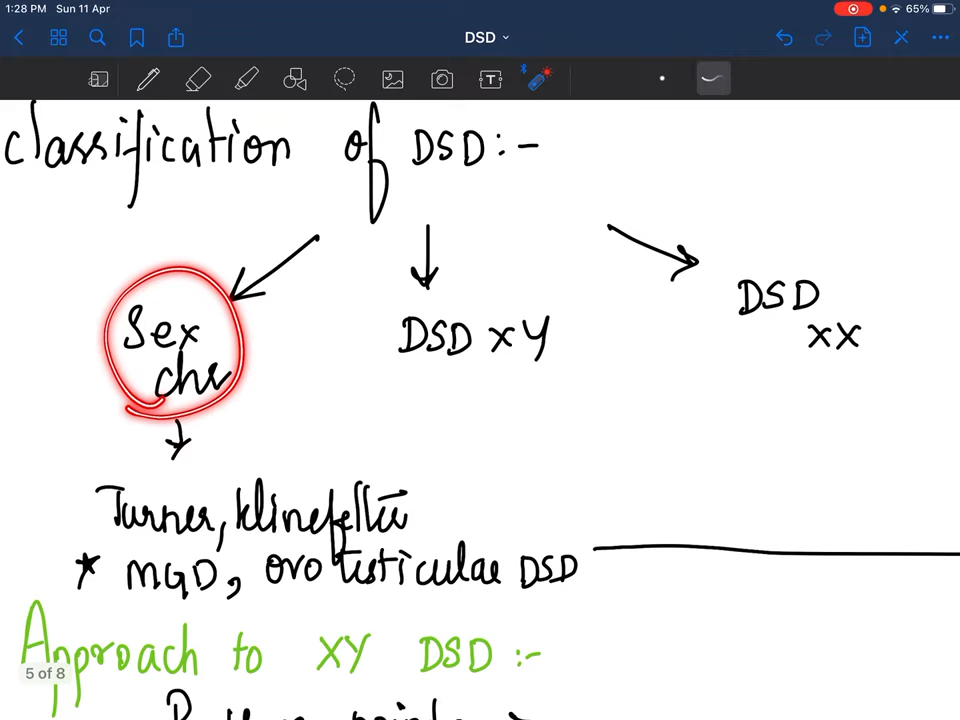 1:28 PM Sun 11 Apr
65%
DSD
T
classification of DSD:-
Sex
chr
DSD XY
DSD
XX
Turner, Klinefelter
* MGD, ovotesticular DSD
Approach to XY DSD :-
5 of 8